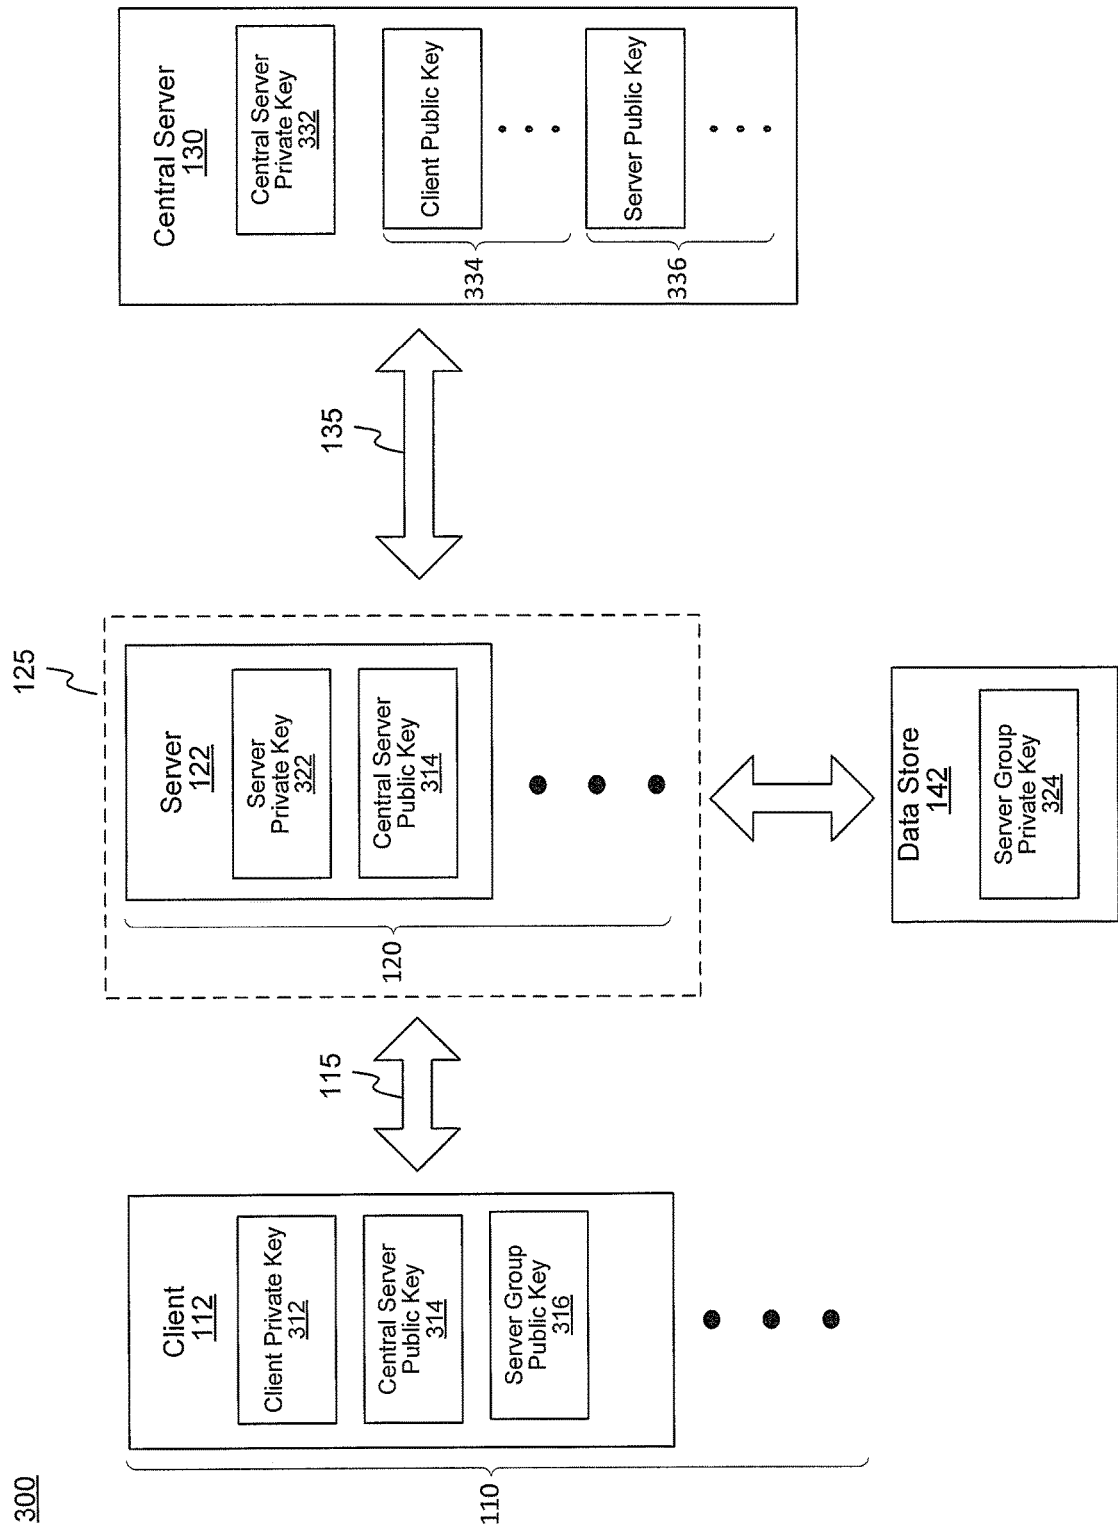 300
Client
112
Client Private Key
312
Central Server
Public Key
314
Server Group
Public Key
316
110
115
125
Server
122
Server
Private Key
322
Central Server
Public Key
314
120
Data Store
142
Server Group
Private Key
324
135
Central Server
130
Central Server
Private Key
332
Client Public Key
334
Server Public Key
336